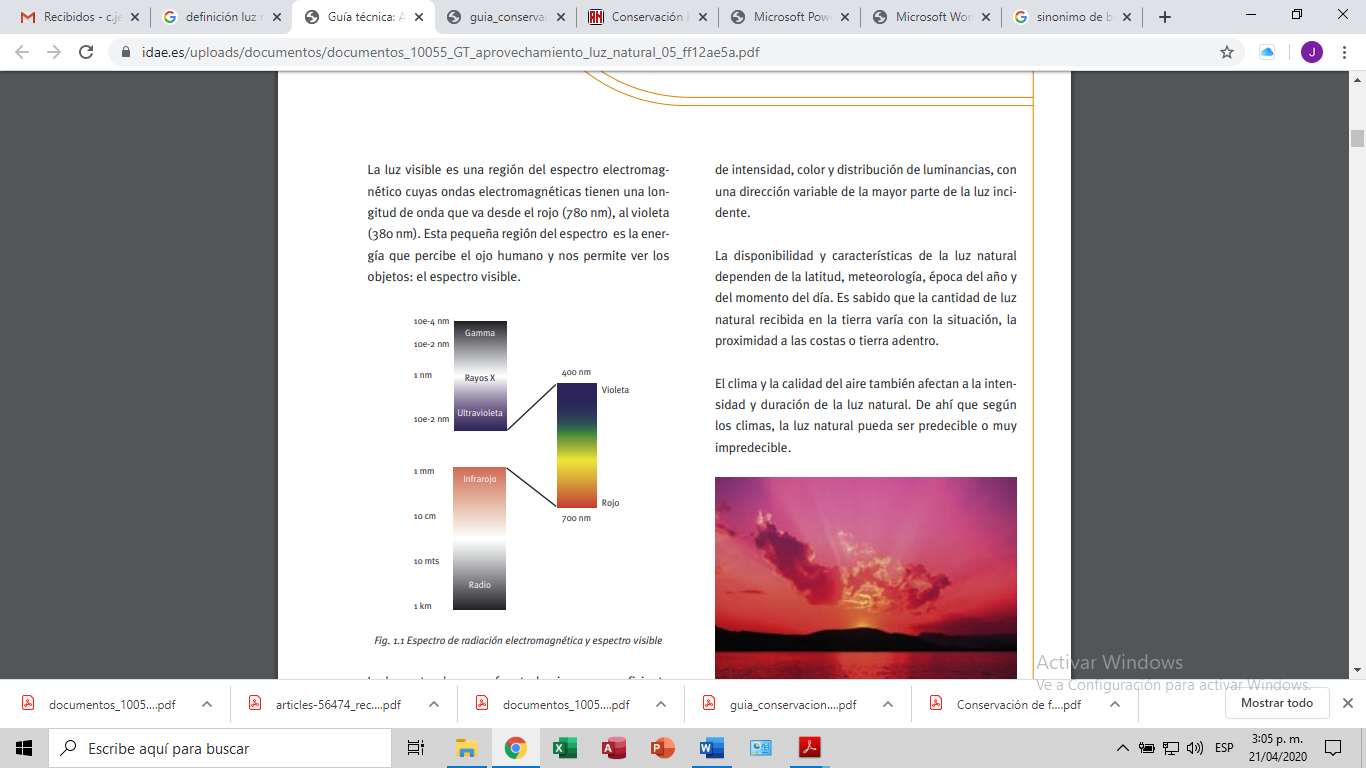 Recibidos - c.je
definición luz n
Guía técnica: A
guia_conservac
Conservación F
Microsoft Pow
Microsoft Wor
sinonimo de b
idae.es/uploads/documentos/documentos_10055_GT_aprovechamiento_luz_natural_05_ff12ae5a.pdf
J
La luz visible es una región del espectro electromag-
nético cuyas ondas electromagnéticas tienen una lon-
gitud de onda que va desde el rojo (780 nm), al violeta
(380 nm). Esta pequeña región del espectro es la ener-
gía que percibe el ojo humano y nos permite ver los
objetos: el espectro visible.
10e-4 nm
Gamma
10e-2 nm
1 nm
Rayos X
Ultravioleta
10e-2 nm
400 nm
Violeta
Rojo
700 nm
1 mm
Infrarojo
10 cm
10 mts
Radio
1 km
Fig. 1.1 Espectro de radiación electromagnética y espectro visible
de intensidad, color y distribución de luminancias, con
una dirección variable de la mayor parte de la luz inci-
dente.
La disponibilidad y características de la luz natural
dependen de la latitud, meteorología, época del año y
del momento del día. Es sabido que la cantidad de luz
natural recibida en la tierra varía con la situación, la
proximidad a las costas o tierra adentro.
El clima y la calidad del aire también afectan a la inten-
sidad y duración de la luz natural. De ahí que según
los climas, la luz natural pueda ser predecible o muy
impredecible.
Activar Windows
Ve a Configuración para activar Windows.
documentos_1005....pdf
articles-56474_rec....pdf
documentos_1005....pdf
guia_conservacion....pdf
Conservación de f....pdf
Mostrar todo
Escribe aquí para buscar
ESP
3:05 p. m.
21/04/2020